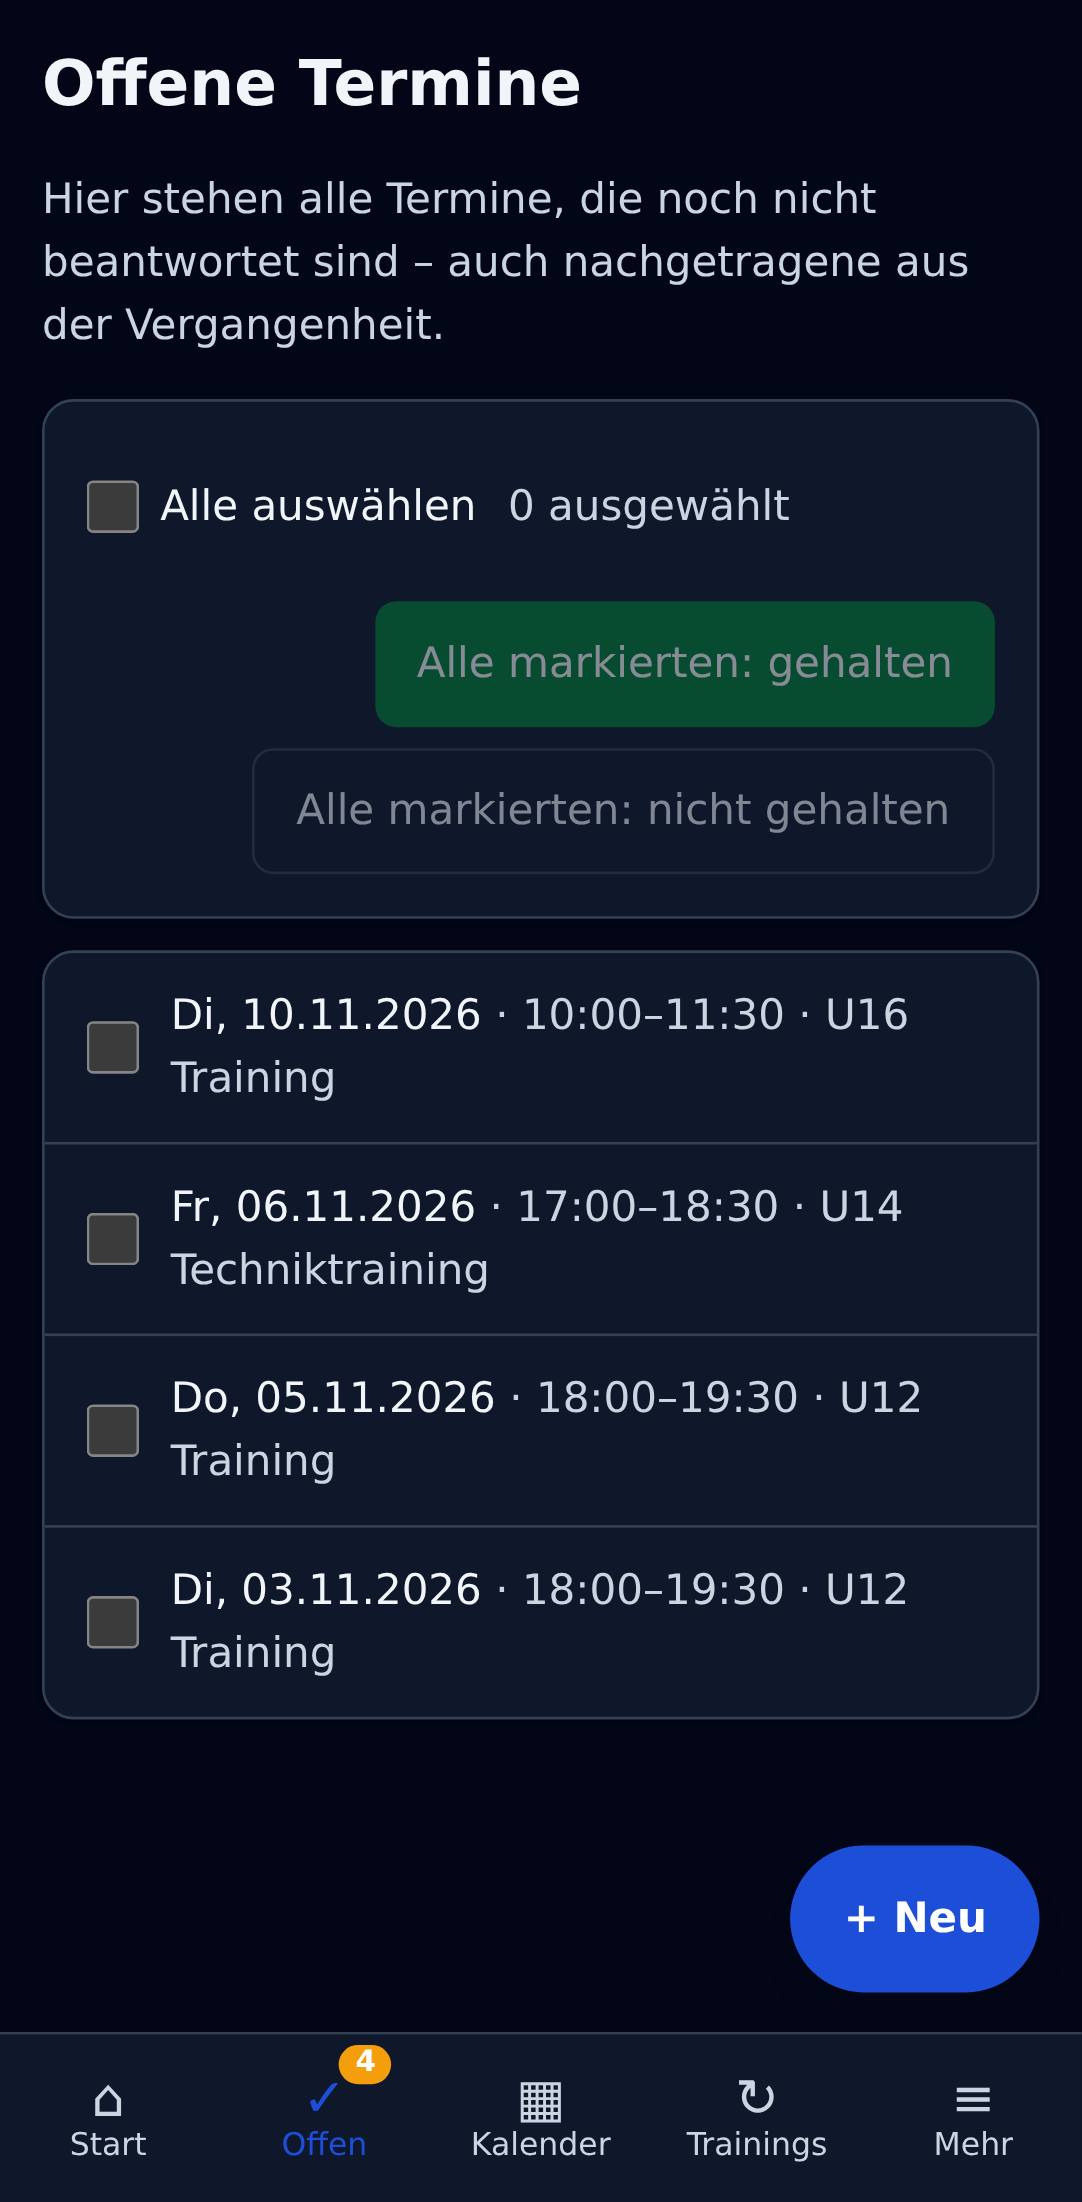 Offene Termine
Hier stehen alle Termine, die noch nicht
beantwortet sind – auch nachgetragene aus
der Vergangenheit.
Alle auswählen 0 ausgewählt
Alle markierten: gehalten
Alle markierten: nicht gehalten
Di, 10.11.2026 · 10:00–11:30 · U16
Training
Fr, 06.11.2026 · 17:00–18:30 · U14
Techniktraining
Do, 05.11.2026 · 18:00–19:30 · U12
Training
Di, 03.11.2026 · 18:00–19:30 · U12
Training
+ Neu
4
Start Offen Kalender Trainings Mehr